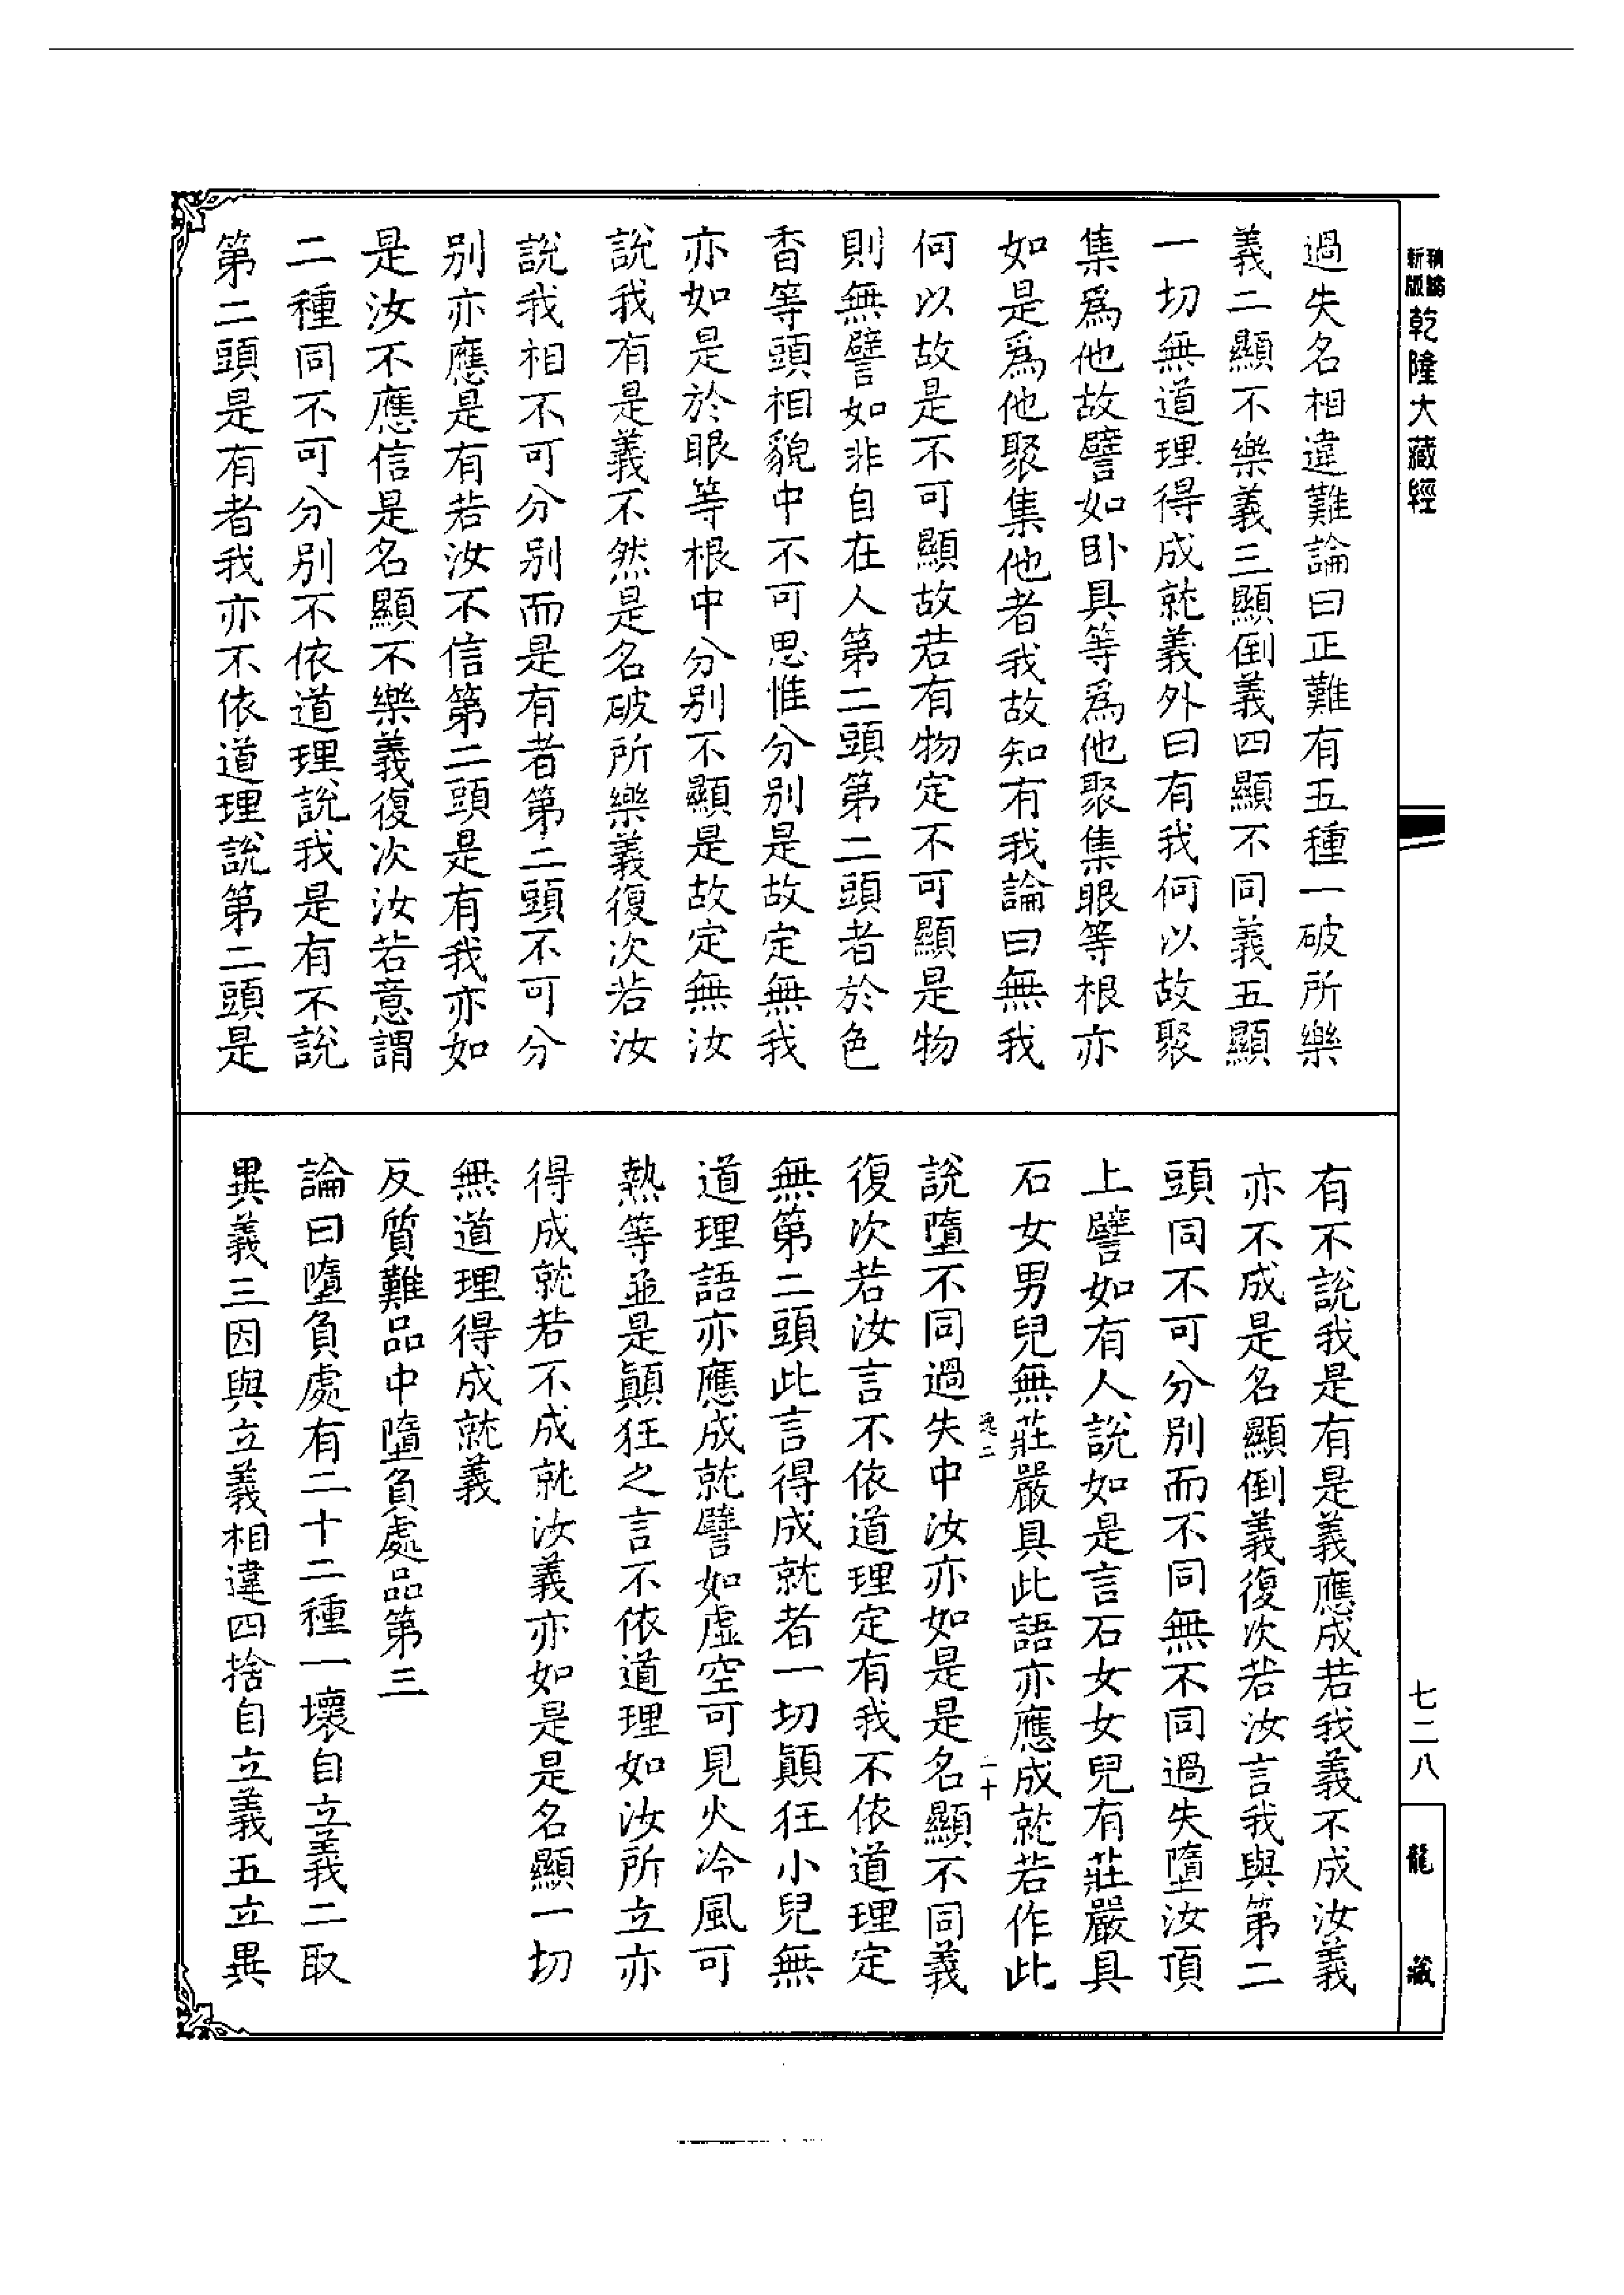 過失名相違難論曰正難有五種一破所樂
義二顯不樂義三顯倒義四顯不同義五顯
一切無道理得成就義外曰有我何以故聚
集爲他故譬如卧具等爲他聚集眼等根亦
如是爲他聚集他者我故知有我論曰無我
何以故是不可顯故若有物定不可顯是物
則無譬如非自在人第二頭第二頭者於色
香等頭相貌中不可思惟分別是故定無我
亦如是於眼等根中分別不顯是故定無汝
說我有是義不然是名破所樂義復次若汝
說我相不可分別而是有者第二頭不可分
別亦應是有若汝不信第二頭是有我亦如
是汝不應信是名顯不樂義復次汝若意謂
二種同不可分別不依道理說我是有不說
第二頭是有者我亦不依道理說第二頭是
有不說我是有是義應成若我義不成汝義
亦不成是名顯倒義復次若汝言我與第二
頭同不可分別而不同無不同過失墮汝頂
上譬如有人說如是言石女女兒有莊嚴具
石女男兒無莊嚴具此語亦應成就若作此
說墮不同過失中汝亦如是是名顯不同義
復次若汝言不依道理定有我不依道理定
無第二頭此言得成就者一切顛狂小兒無
道理語亦應成就譬如虛空可見火冷風可
熱等並是顛狂之言不依道理如汝所立亦
得成就若不成就汝義亦如是是名顯一切
無道理得成就義
反質難品中墮負處品第三
論曰墮負處有二十二種一壞自立義二取
異義三因與立義相違四捨自立義五立異
新版
乾隆大藏經
七二八
龍藏